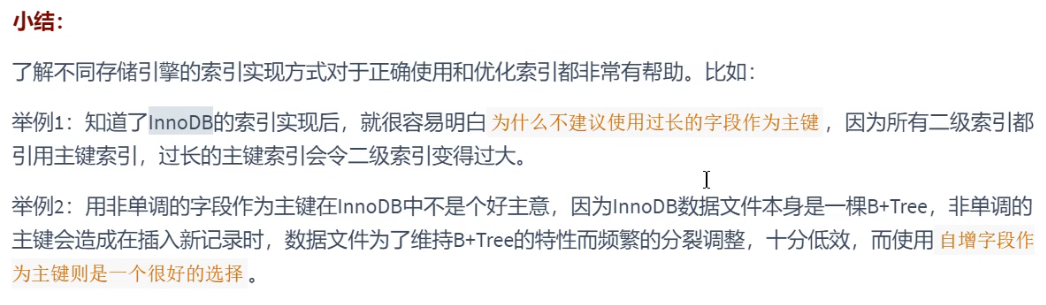 小结：
了解不同存储引擎的索引实现方式对于正确使用和优化索引都非常有帮助。比如：
举例1：知道了InnoDB的索引实现后，就很容易明白 为什么不建议使用过长的字段作为主键 ，因为所有二级索引都
引用主键索引，过长的主键索引会令二级索引变得过大。
举例2：用非单调的字段作为主键在InnoDB中不是个好主意，因为InnoDB数据文件本身是一棵B+Tree，非单调的
主键会造成在插入新记录时，数据文件为了维持B+Tree的特性而频繁的分裂调整，十分低效，而使用 自增字段作
为主键则是一个很好的选择 。